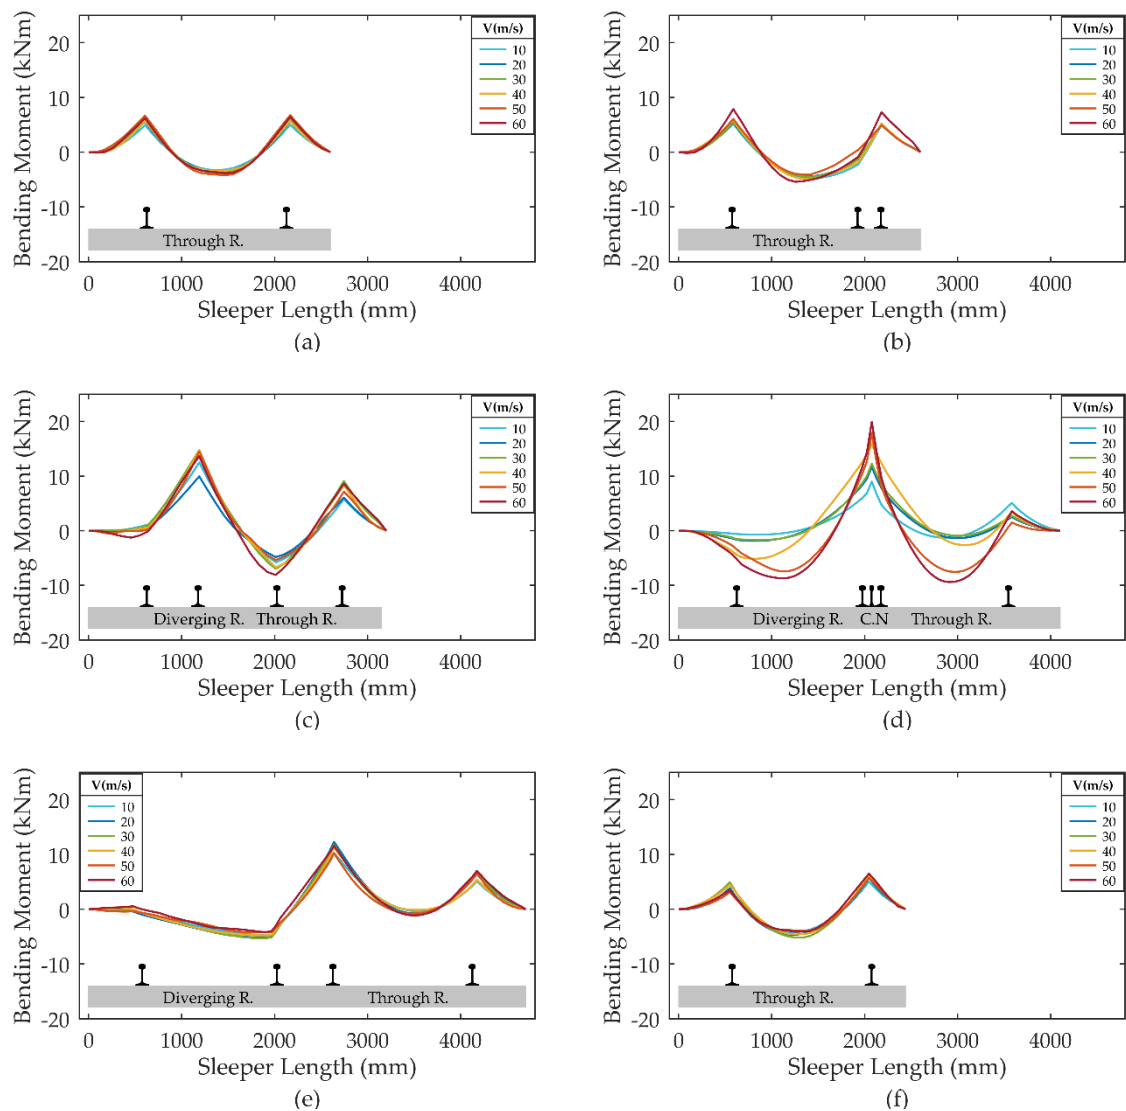 Bending Moment (kNm)
20
10
0
-10
-20
V(m/s)
10
20
30
40
50
60
Through R.
0 1000 2000 3000 4000
Sleeper Length (mm)
(a)
Bending Moment (kNm)
20
10
0
-10
-20
V(m/s)
10
20
30
40
50
60
Through R.
0 1000 2000 3000 4000
Sleeper Length (mm)
(b)
Bending Moment (kNm)
20
10
0
-10
-20
V(m/s)
10
20
30
40
50
60
Diverging R. Through R.
0 1000 2000 3000 4000
Sleeper Length (mm)
(c)
Bending Moment (kNm)
20
10
0
-10
-20
V(m/s)
10
20
30
40
50
60
Diverging R. C.N Through R.
0 1000 2000 3000 4000
Sleeper Length (mm)
(d)
Bending Moment (kNm)
20
10
0
-10
-20
V(m/s)
10
20
30
40
50
60
Diverging R. Through R.
0 1000 2000 3000 4000
Sleeper Length (mm)
(e)
Bending Moment (kNm)
20
10
0
-10
-20
V(m/s)
10
20
30
40
50
60
Through R.
0 1000 2000 3000 4000
Sleeper Length (mm)
(f)